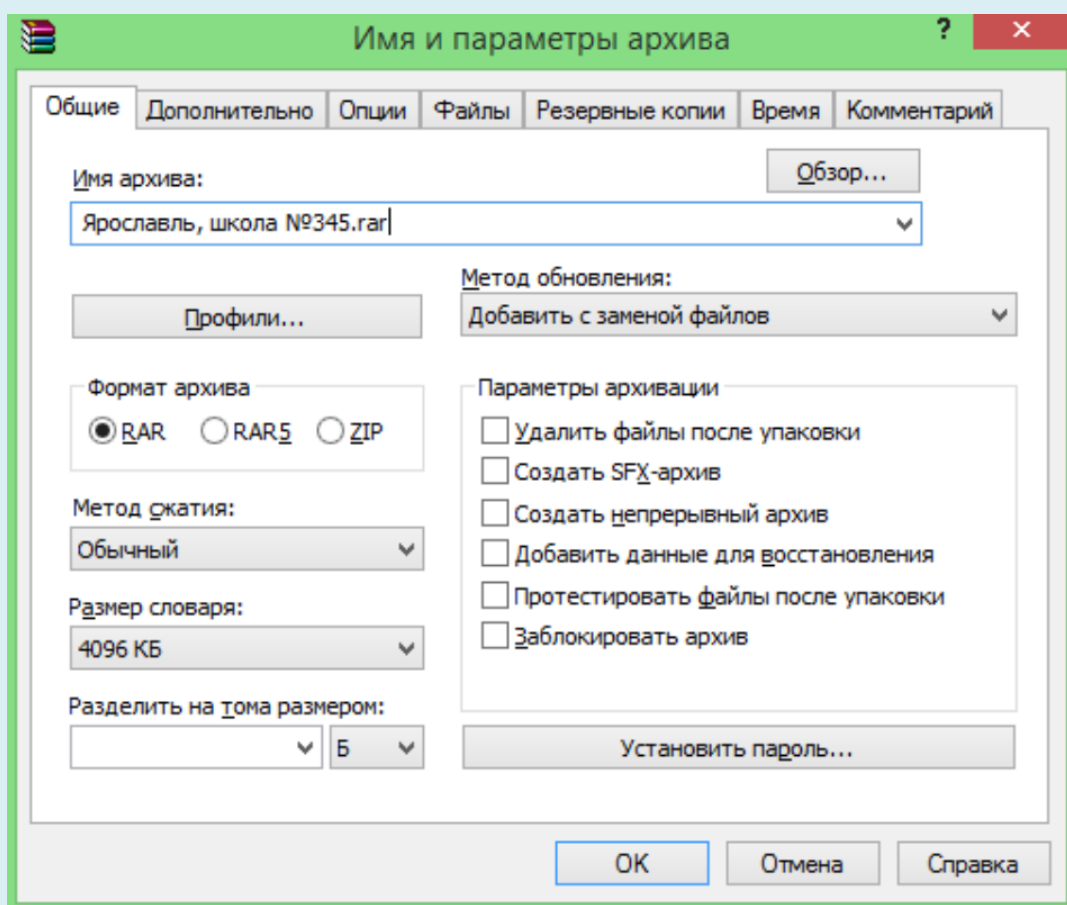 Имя и параметры архива ?
Общие Дополнительно Опции Файлы Резервные копии Время Комментарий
Имя архива: Обзор...
Ярославль, школа №345.rar
Метод обновления:
Профили... Добавить с заменой файлов
Формат архива Параметры архивации
RAR RAR5 ZIP Удалить файлы после упаковки
Создать SFX-архив
Метод сжатия: Создать непрерывный архив
Обычный Добавить данные для восстановления
Размер словаря: Протестировать файлы после упаковки
4096 КБ Заблокировать архив
Разделить на тома размером:
Б Установить пароль...
ОК Отмена Справка